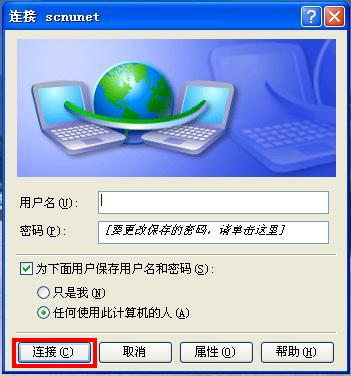 连接 scnunet
用户名(U):
密码(P): [要更改保存的密码，请单击这里]
为下面用户保存用户名和密码(S):
只是我(N)
任何使用此计算机的人(A)
连接(C) 取消 属性(O) 帮助(H)